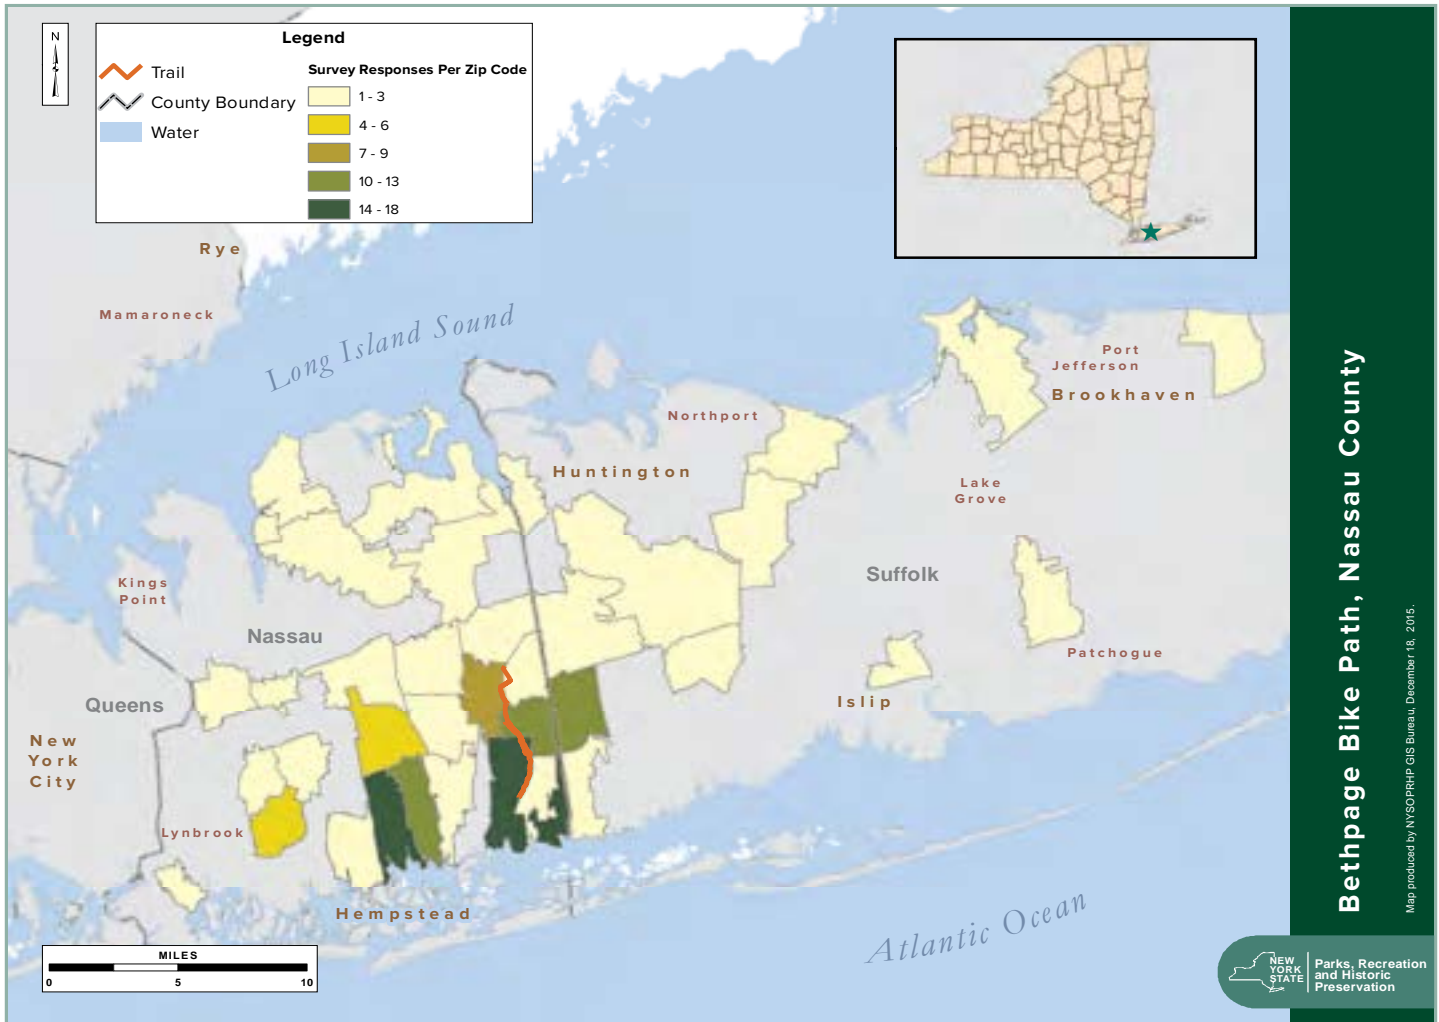 N
Legend
Trail
County Boundary
Water
Survey Responses Per Zip Code
1 - 3
4 - 6
7 - 9
10 - 13
14 - 18
Rye
Mamaroneck
Long Island Sound
Port
Jefferson
Brookhaven
Northport
Huntington
Lake
Grove
Kings
Point
Suffolk
Nassau
Patchogue
Queens
Islip
New
York
City
Lynbrook
Hempstead
Atlantic Ocean
MILES
0 5 10
Bethpage Bike Path, Nassau County
Map produced by NYSOPRHP GIS Bureau, December 18, 2015.
NEW
YORK
STATE
Parks, Recreation
and Historic
Preservation